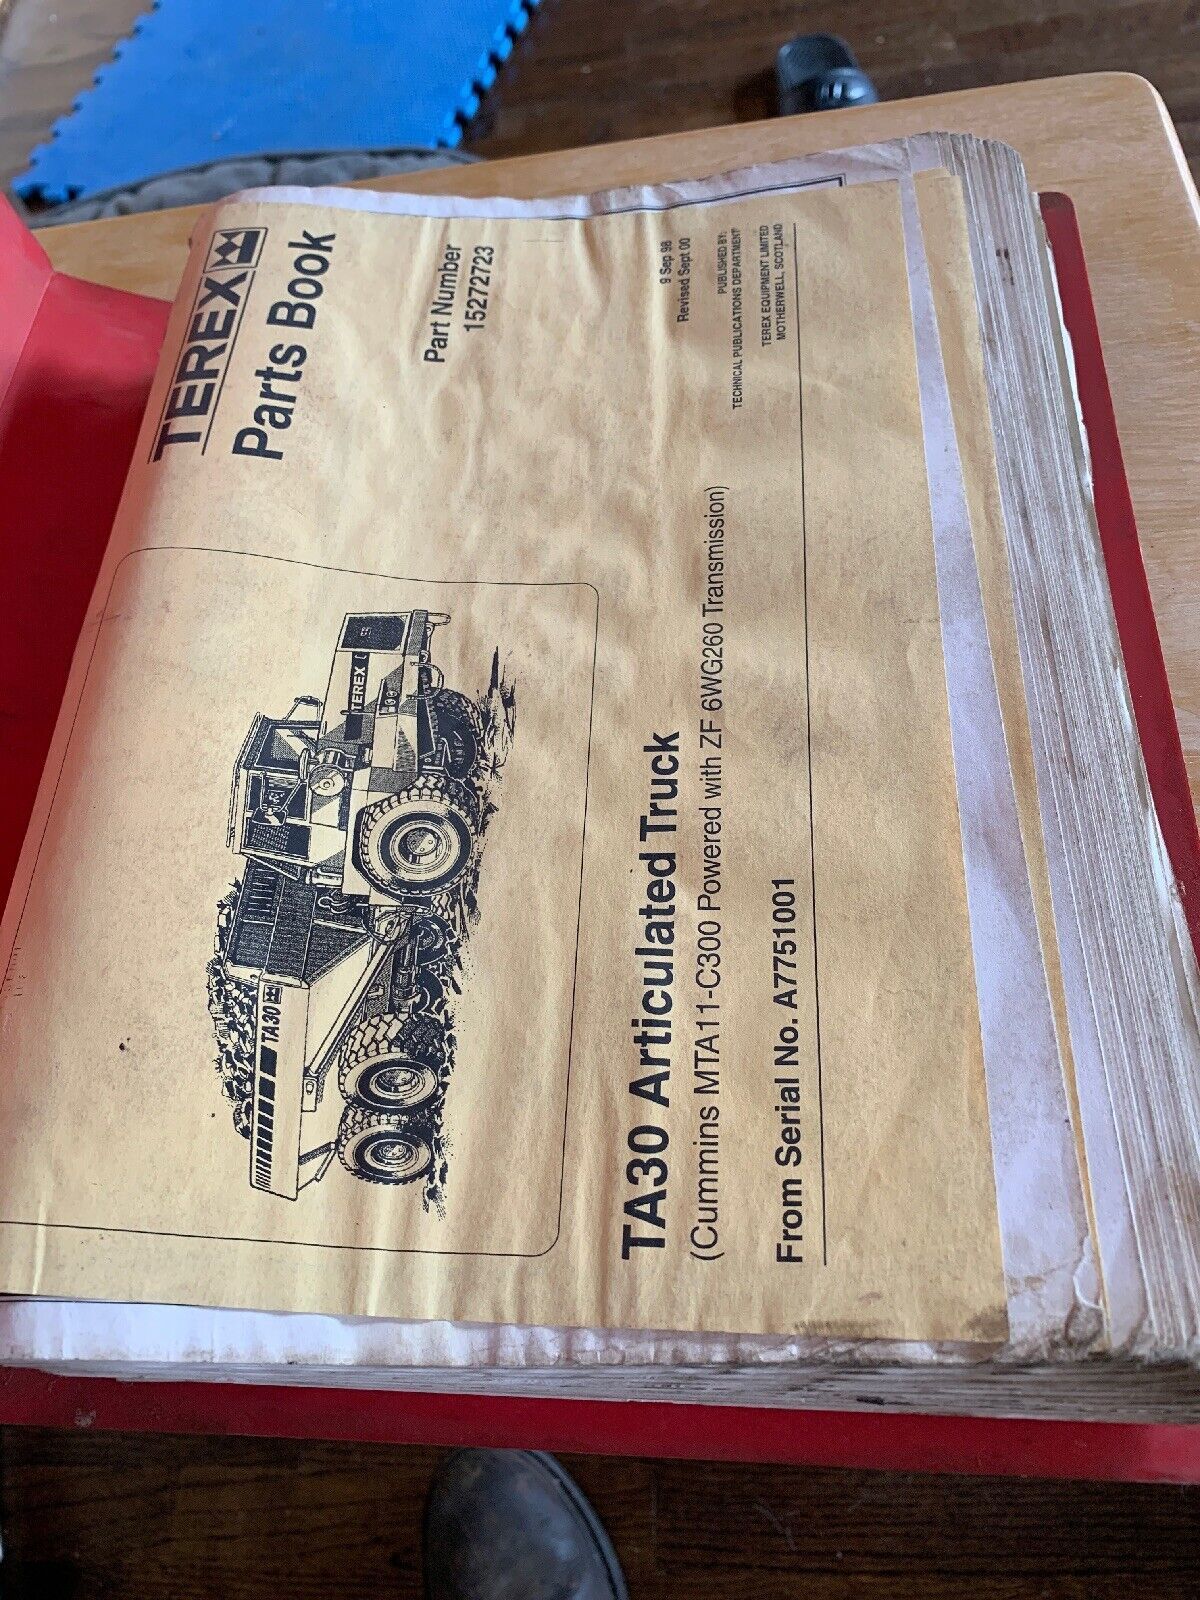 TEREX
Parts Book
Part Number
15272723
9 Sep 98
Revised Sept 00
PUBLISHED BY:
TECHNICAL PUBLICATIONS DEPARTMENT
TEREX EQUIPMENT LIMITED
MOTHERWELL, SCOTLAND
TEREX
TA30
TA30 Articulated Truck
(Cummins MTA11-C300 Powered with ZF 6WG260 Transmission)
From Serial No. A7751001